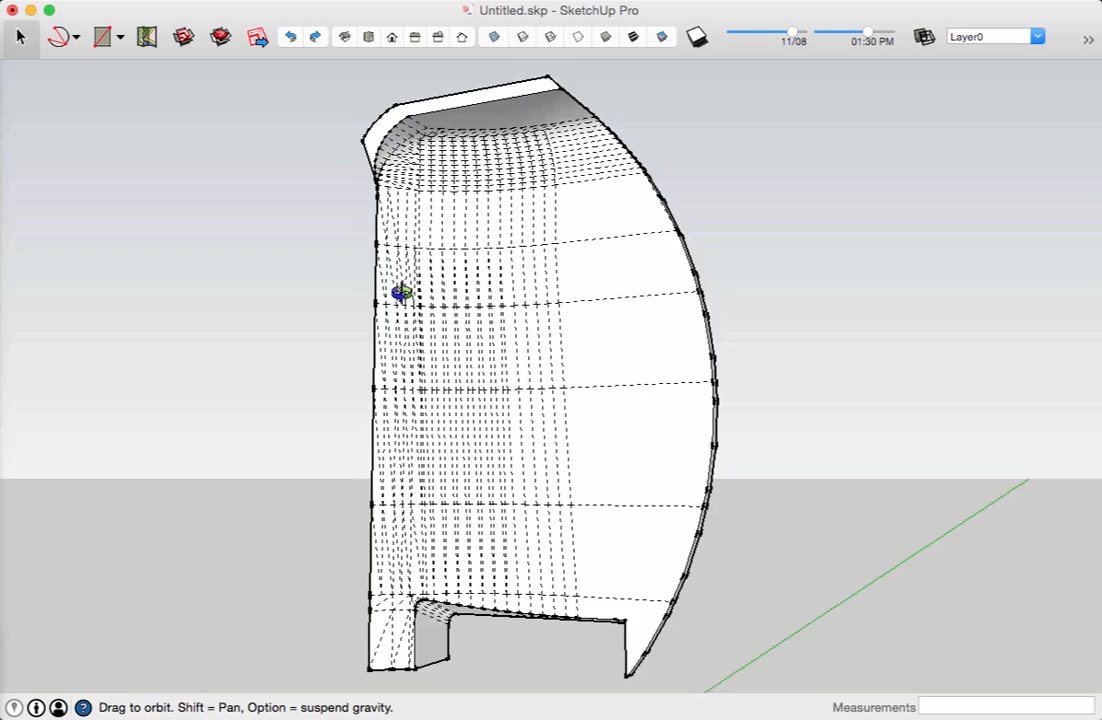 Untitled.skp - SketchUp Pro
11/08
01:30 PM
Layer0
»
Drag to orbit. Shift = Pan, Option = suspend gravity.
Measurements